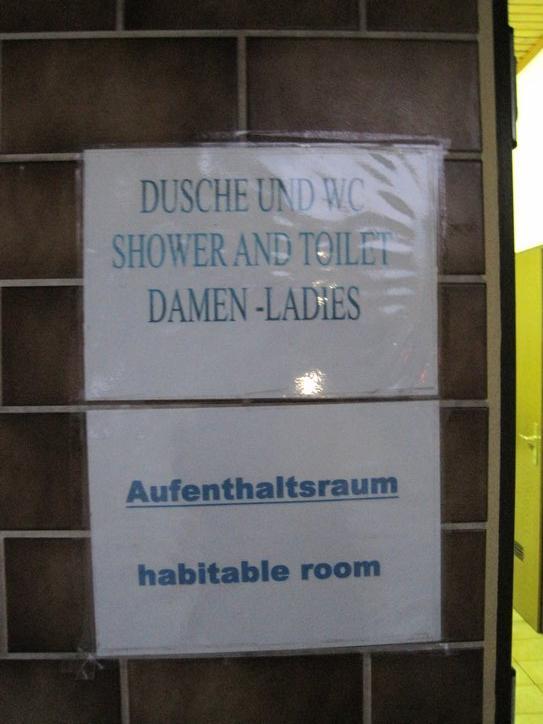 DUSCHE UND WC
SHOWER AND TOILET
DAMEN -LADIES
Aufenthaltsraum
habitable room